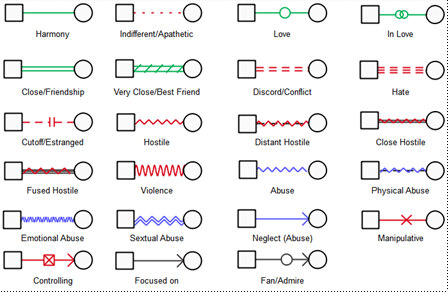 Harmony Indifferent/Apathetic Love In Love
Close/Friendship Very Close/Best Friend Discord/Conflict Hate
Cutoff/Estranged Hostile Distant Hostile Close Hostile
Fused Hostile Violence Abuse Physical Abuse
Emotional Abuse Sextual Abuse Neglect (Abuse) Manipulative
Controlling Focused on Fan/Admire